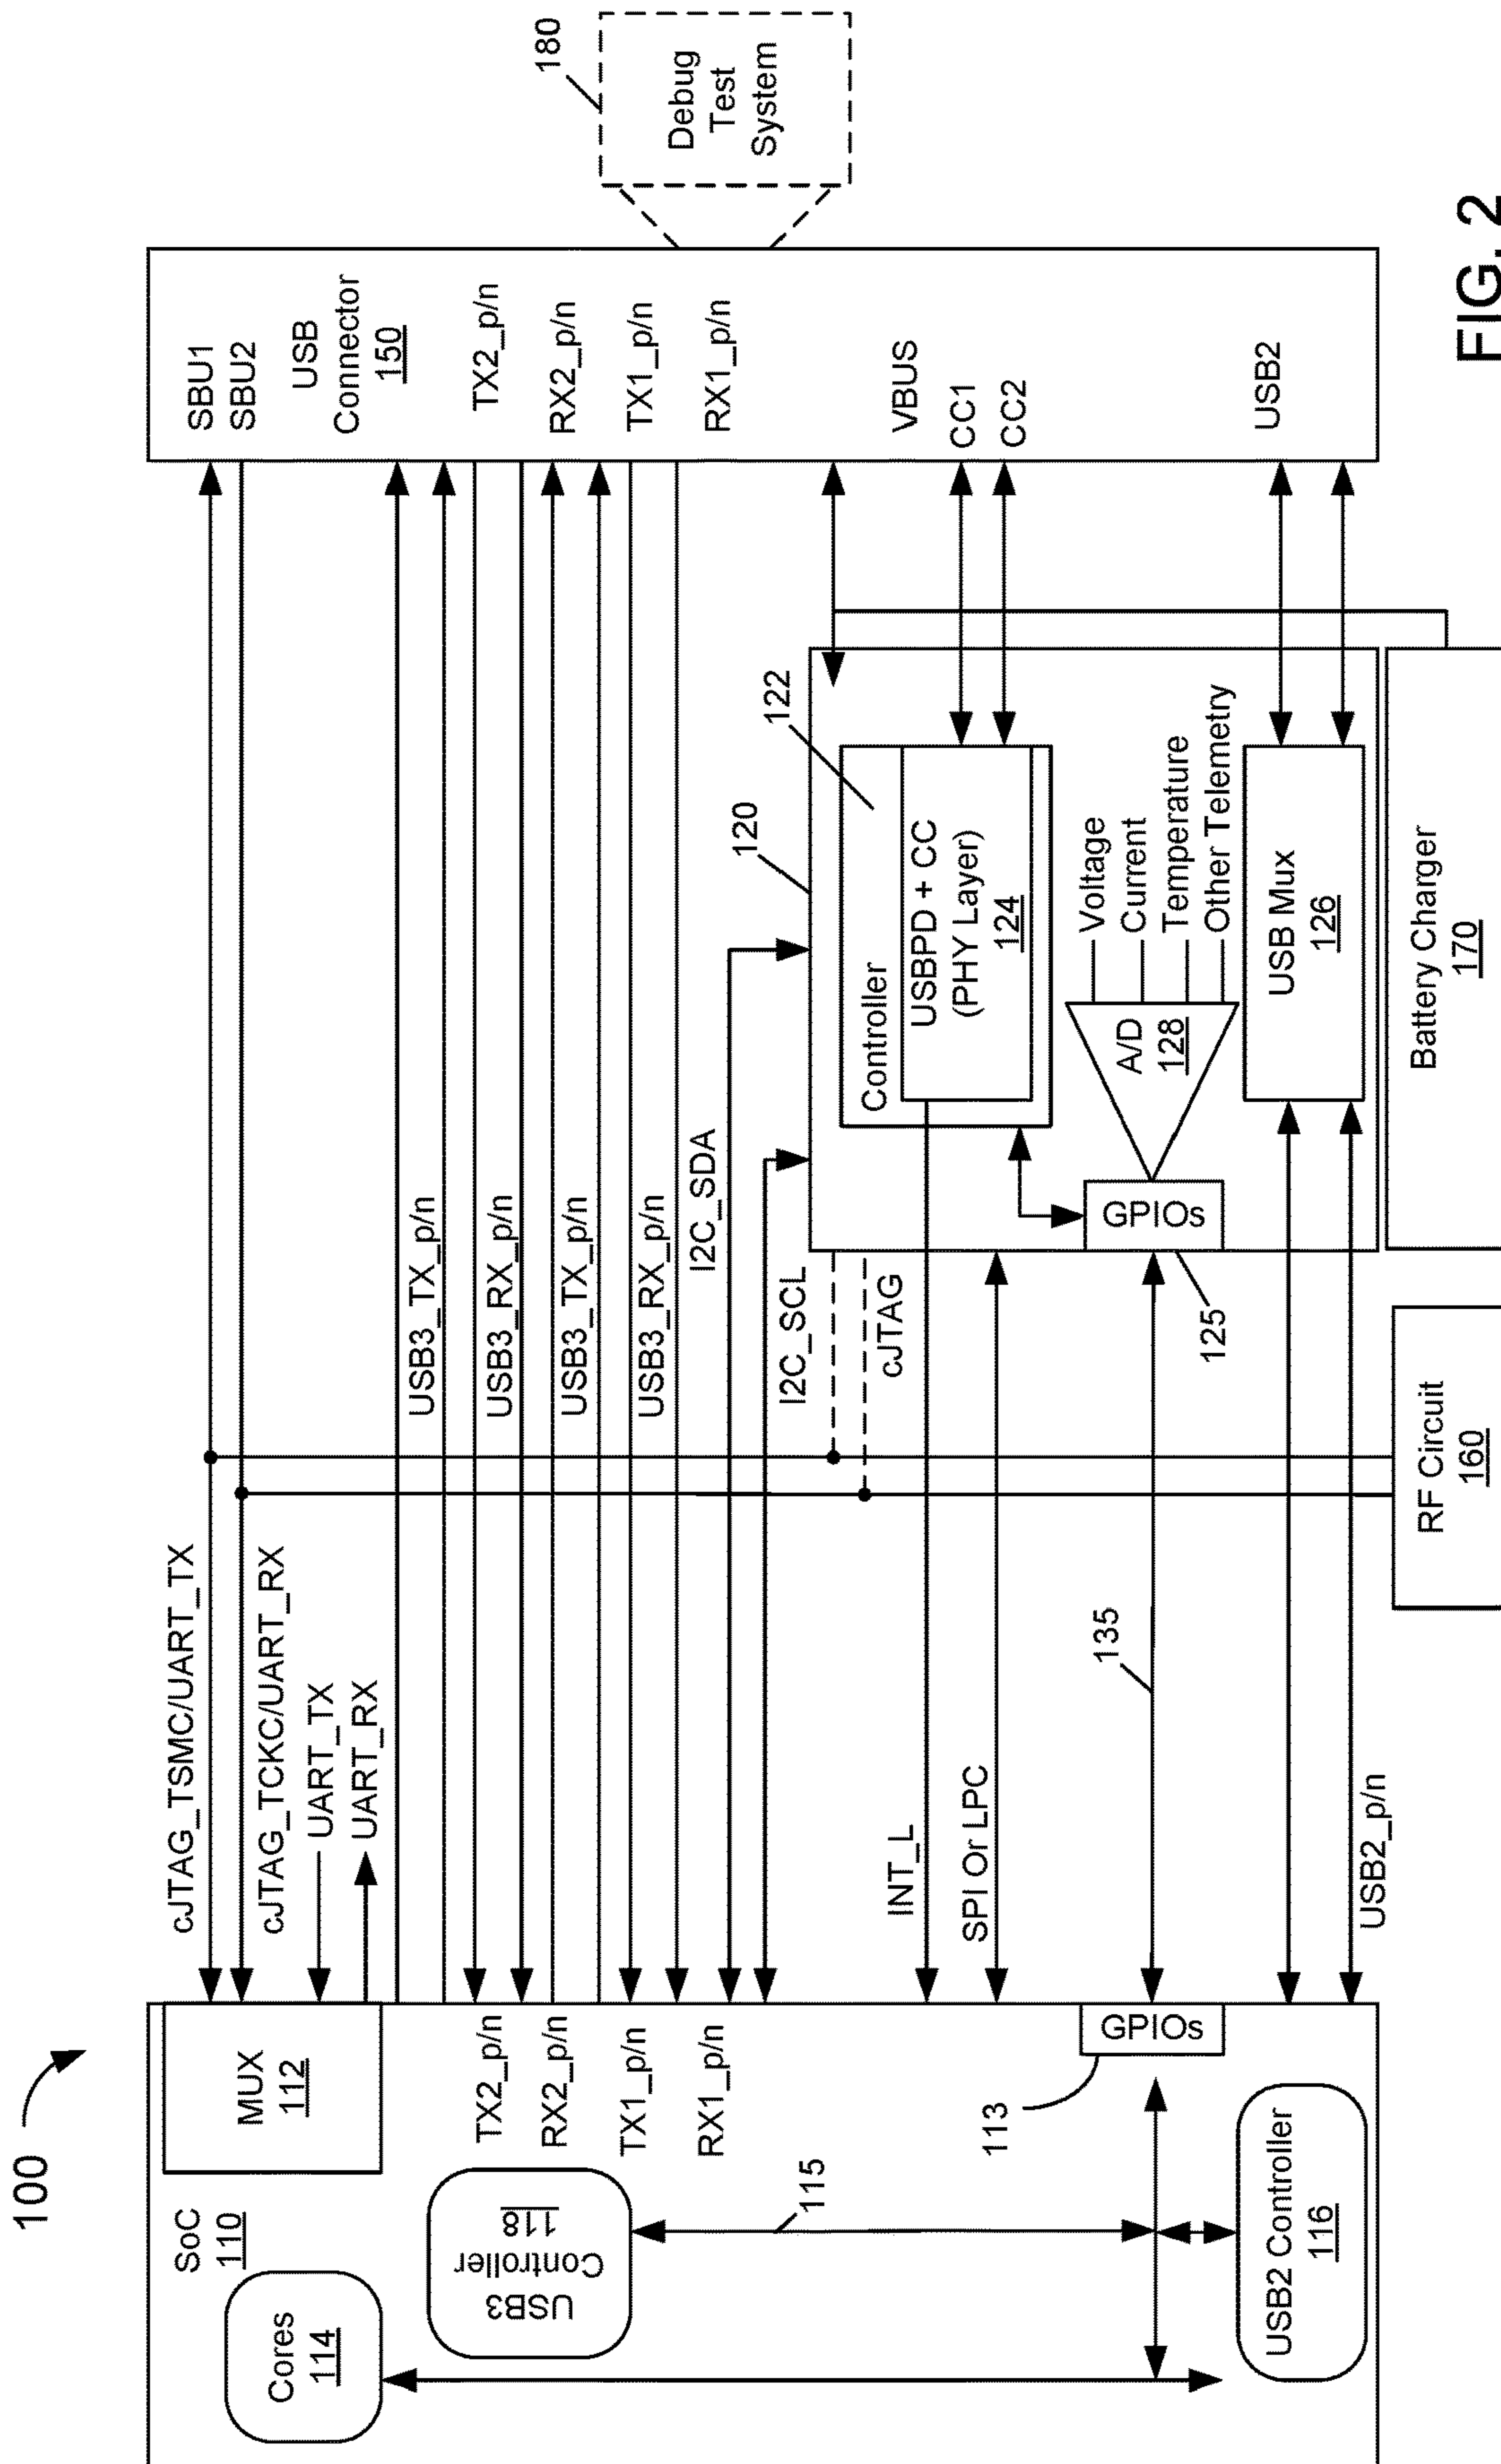 100
SoC
110
MUX
112
Cores
114
USB3
Controller
118
115
113
GPIOs
USB2 Controller
116
TX2_p/n
RX2_p/n
TX1_p/n
RX1_p/n
cJTAG_TSMC/UART_TX
cJTAG_TCKC/UART_RX
UART_TX
UART_RX
USB3_TX_p/n
USB3_RX_p/n
USB3_TX_p/n
USB3_RX_p/n
I2C_SDA
I2C_SCL
cJTAG
INT_L
SPI Or LPC
135
USB2_p/n
RF Circuit
160
120
122
Controller
USBPD + CC
(PHY Layer)
124
GPIOs
125
A/D
128
Voltage
Current
Temperature
Other Telemetry
USB Mux
126
Battery Charger
170
SBU1
SBU2
USB
Connector
150
TX2_p/n
RX2_p/n
TX1_p/n
RX1_p/n
VBUS
CC1
CC2
USB2
180
Debug
Test
System
FIG. 2